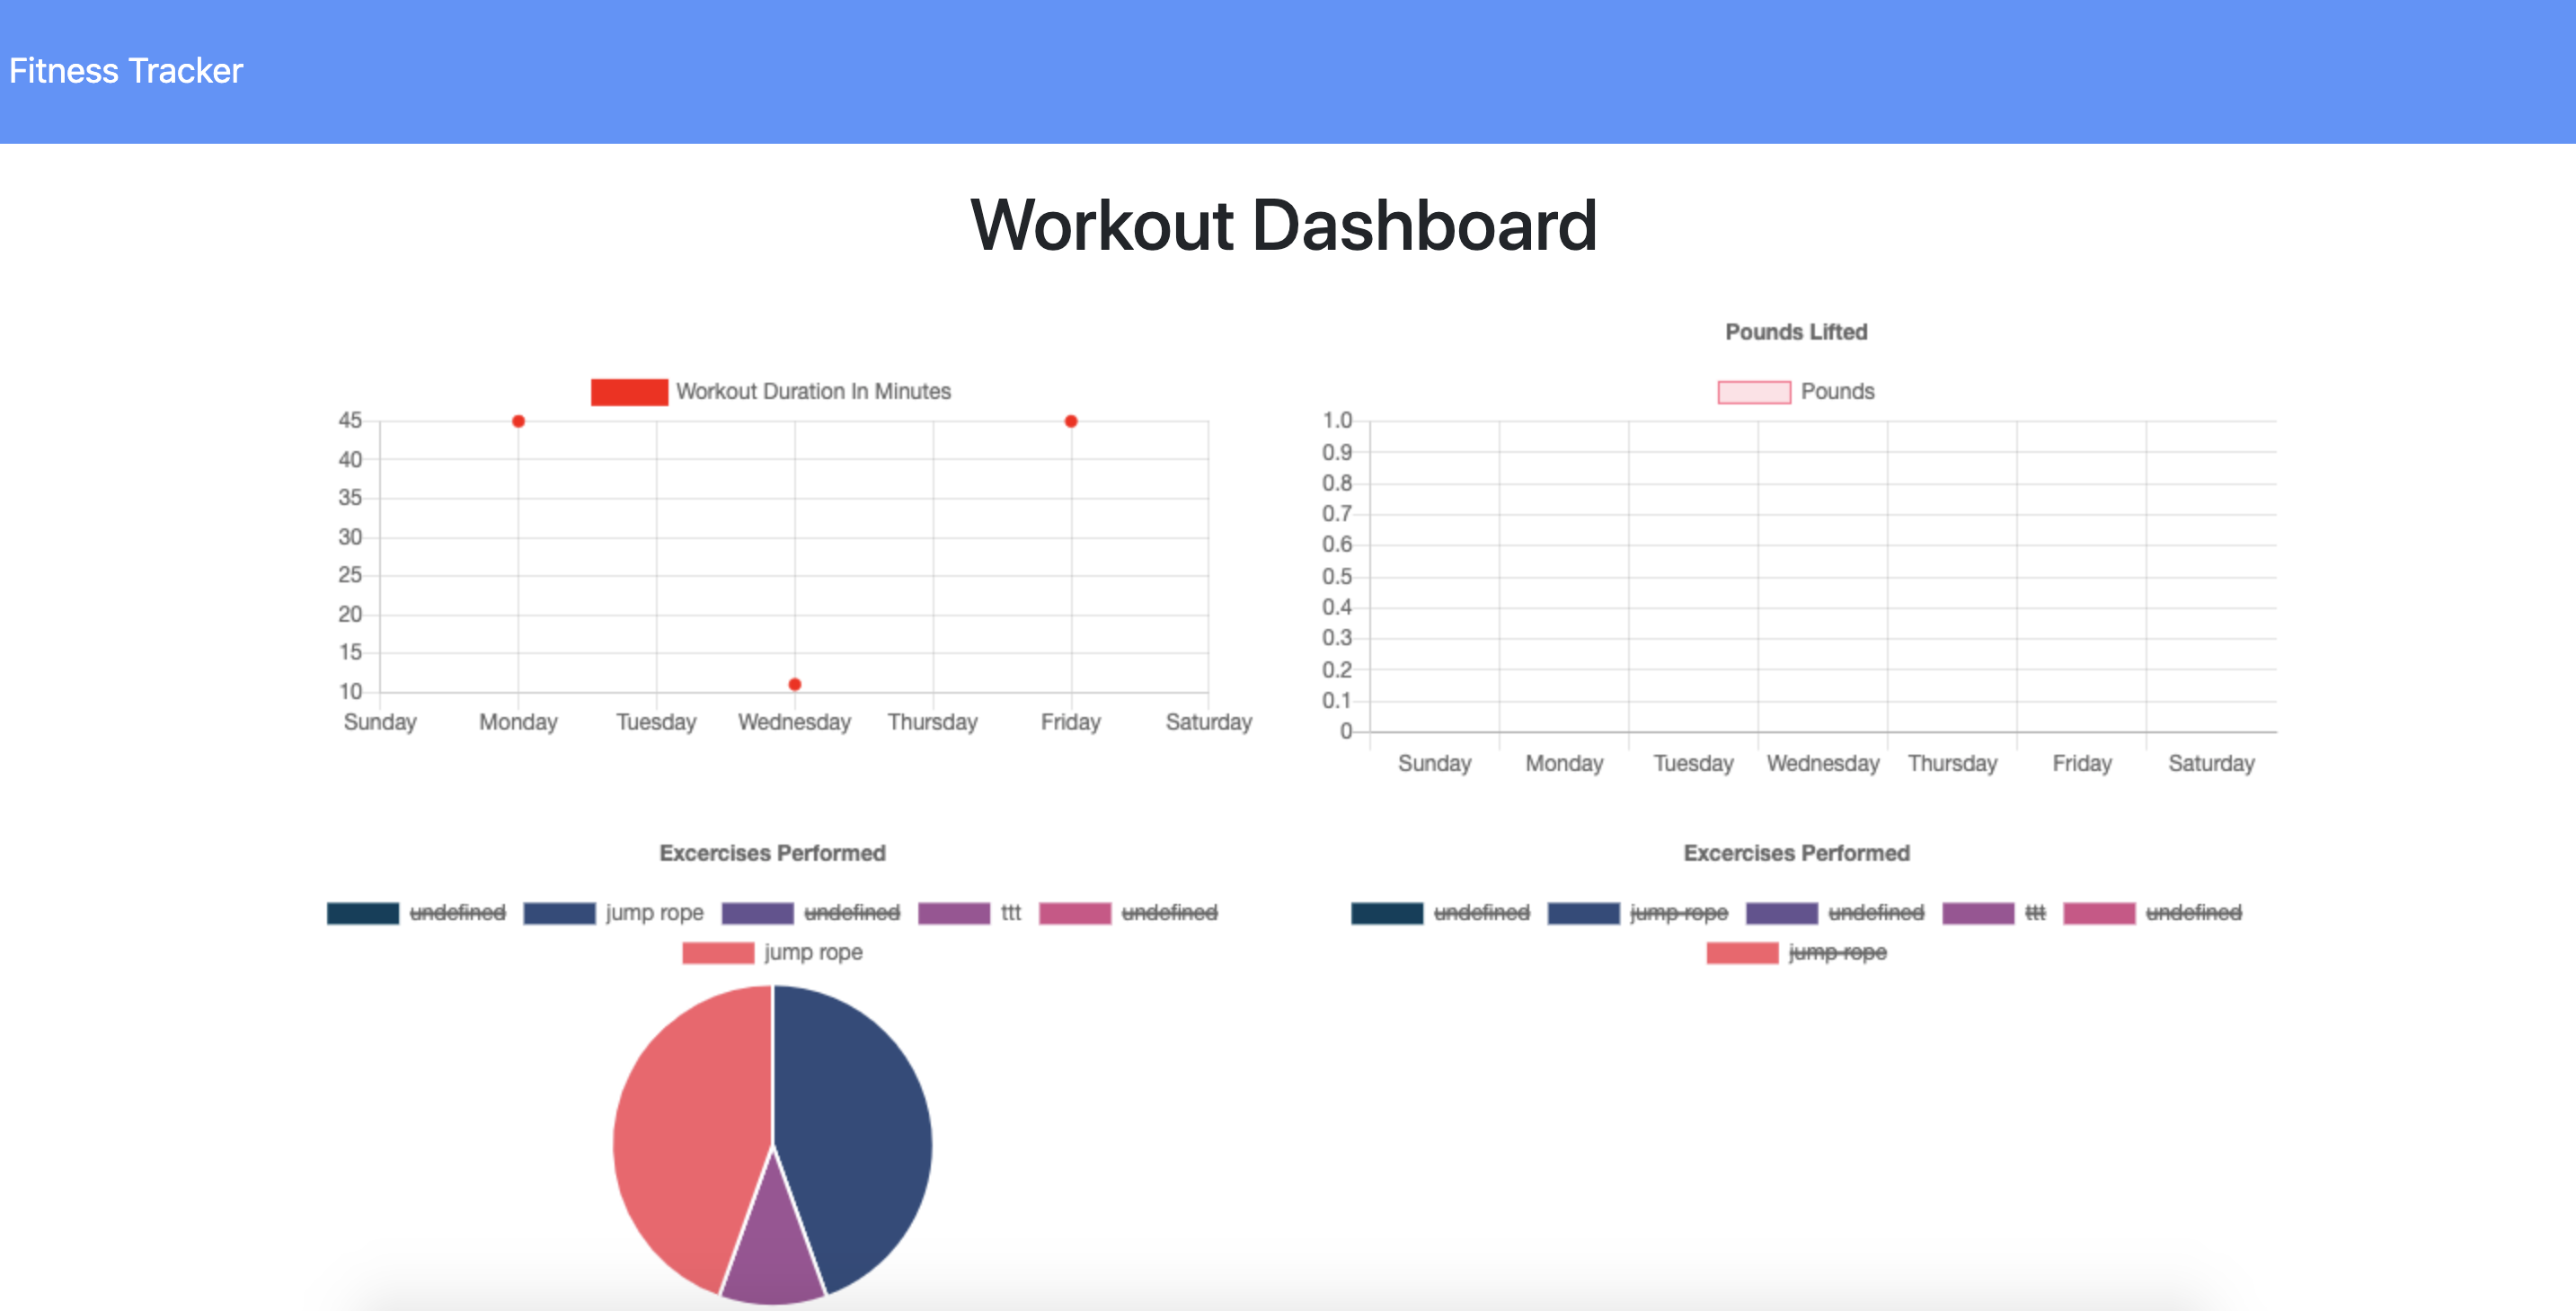 Fitness Tracker
Workout Dashboard
Workout Duration In Minutes
45
40
35
30
25
20
15
10
Sunday Monday Tuesday Wednesday Thursday Friday Saturday
Pounds Lifted
Pounds
1.0
0.9
0.8
0.7
0.6
0.5
0.4
0.3
0.2
0.1
0
Sunday Monday Tuesday Wednesday Thursday Friday Saturday
Excercises Performed
undefined jump rope undefined ttt undefined
jump rope
Excercises Performed
undefined jump rope undefined ttt undefined
jump rope